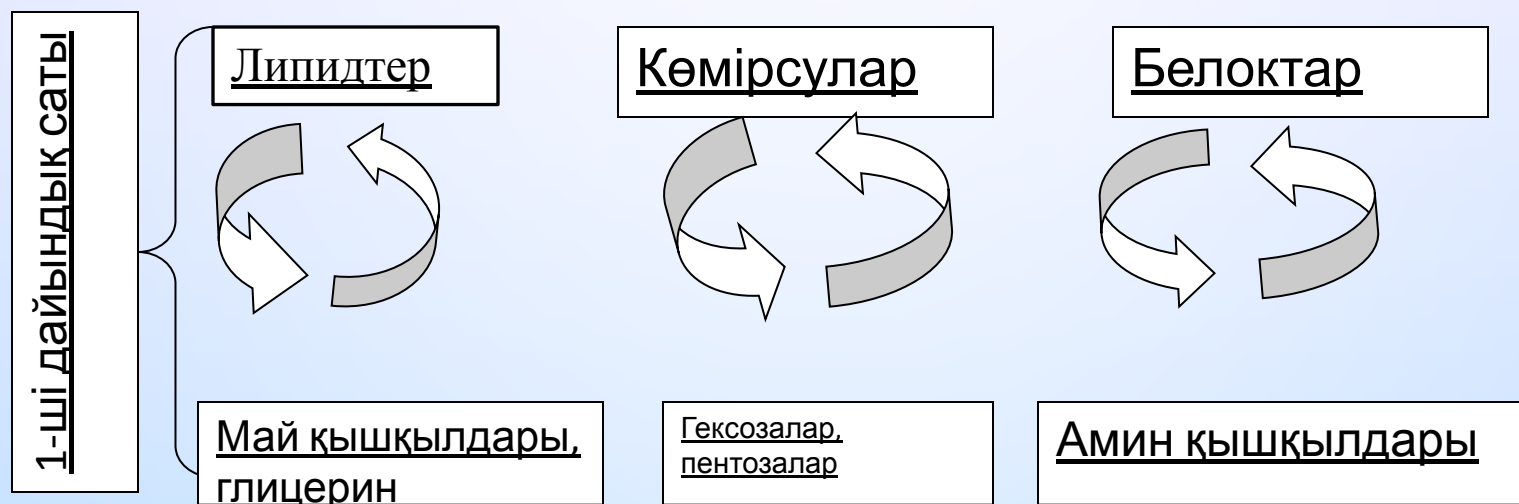 1-ші дайындық саты
Липидтер
Көмірсулар
Белоктар
Май қышқылдары,
глицерин
Гексозалар,
пентозалар
Амин қышқылдары